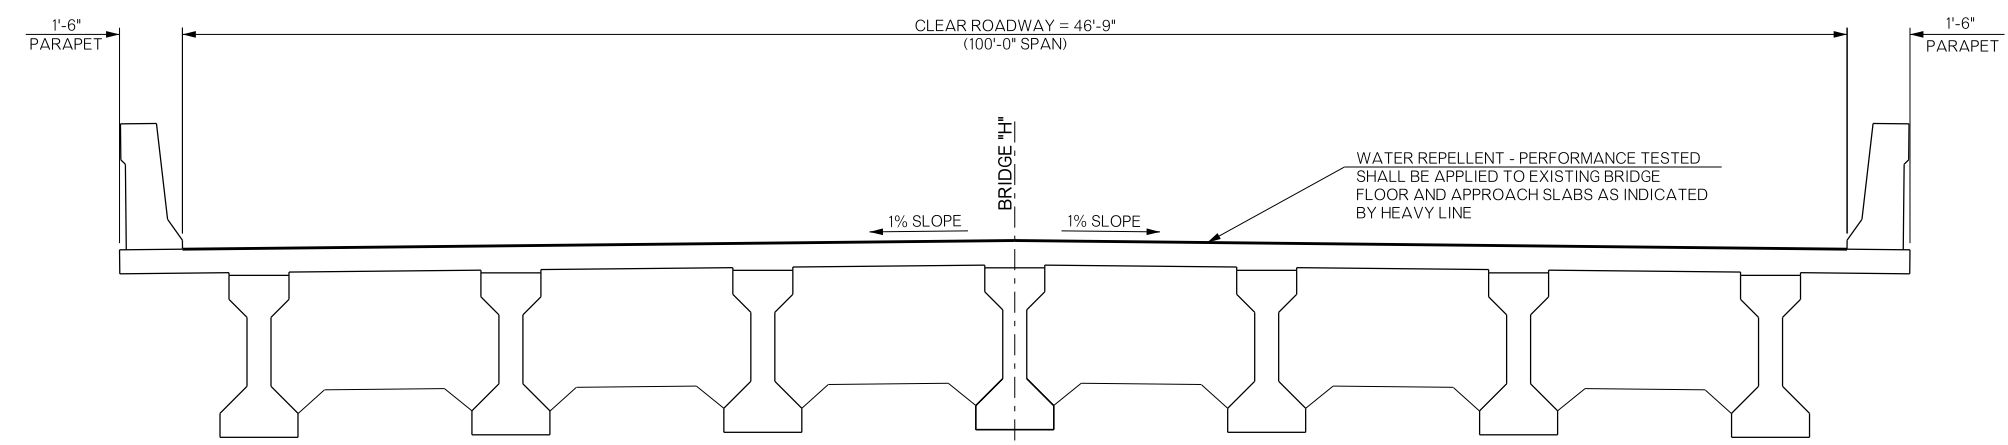 1'-6"
PARAPET
CLEAR ROADWAY = 46'-9"
(100'-0" SPAN)
1'-6"
PARAPET
BRIDGE "H"
WATER REPELLENT - PERFORMANCE TESTED
SHALL BE APPLIED TO EXISTING BRIDGE
FLOOR AND APPROACH SLABS AS INDICATED
BY HEAVY LINE
1% SLOPE
1% SLOPE